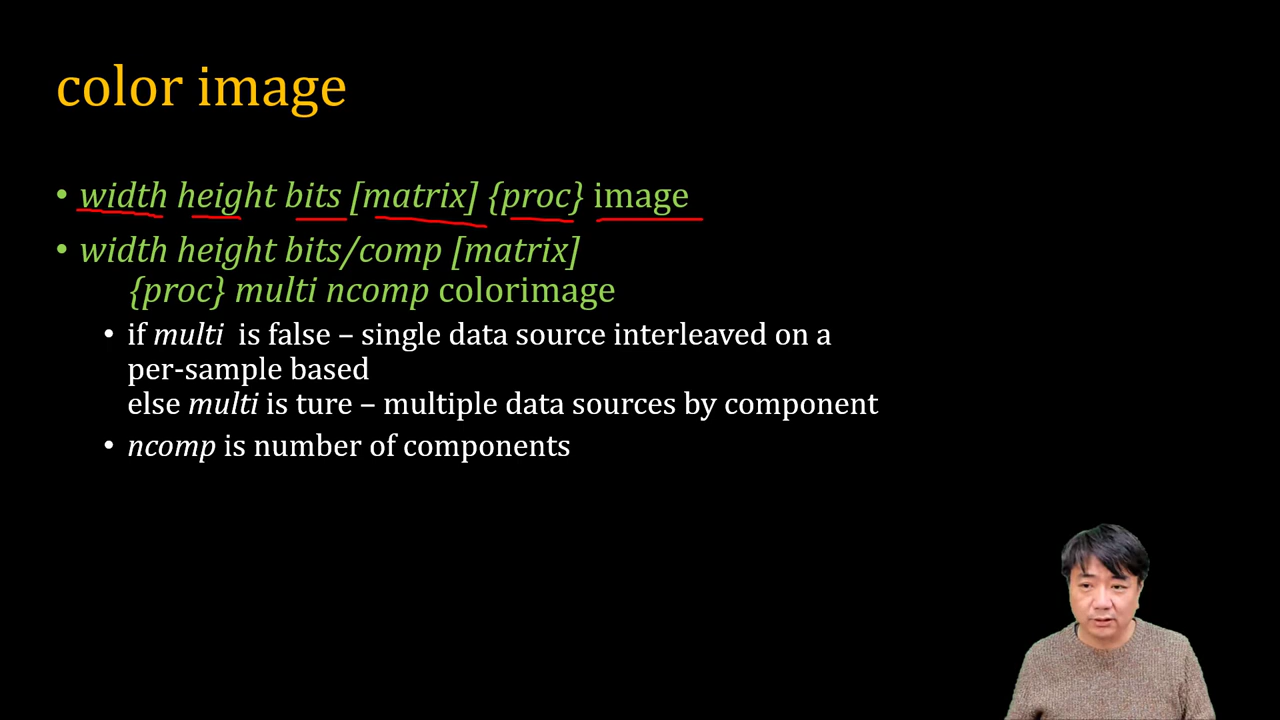 color image
• width height bits [matrix] {proc} image
• width height bits/comp [matrix]
{proc} multi ncomp colorimage
• if multi is false – single data source interleaved on a
per-sample based
else multi is ture – multiple data sources by component
• ncomp is number of components